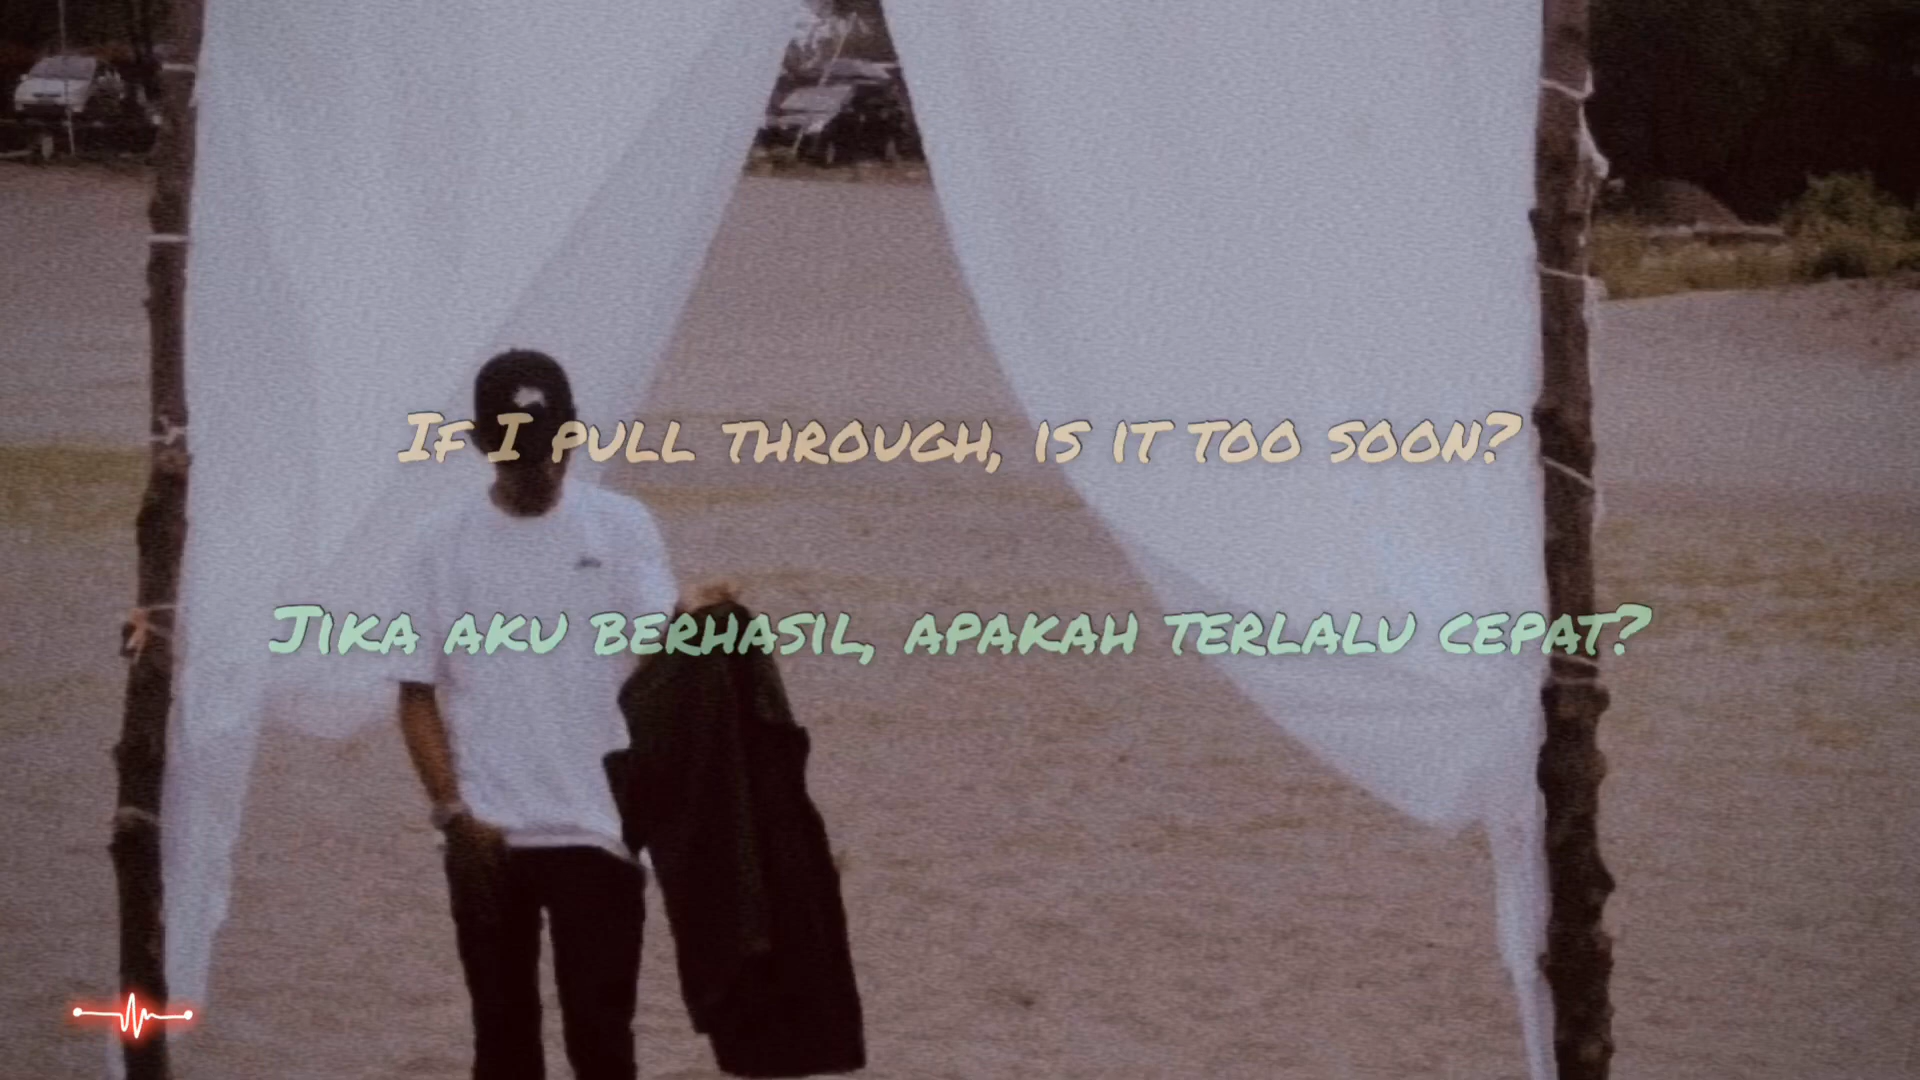 If I pull through, is it too soon?
Jika aku berhasil, apakah terlalu cepat?